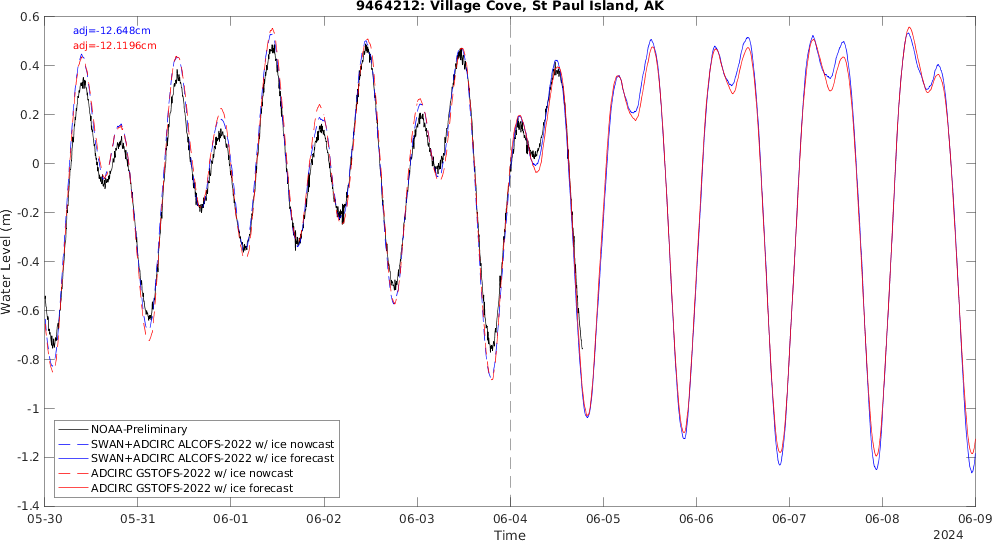 9464212: Village Cove, St Paul Island, AK
adj=-12.648cm
adj=-12.1196cm
0.6
0.4
0.2
0
-0.2
-0.4
-0.6
-0.8
-1
-1.2
-1.4
Water Level (m)
NOAA-Preliminary
SWAN+ADCIRC ALCOFS-2022 w/ ice nowcast
SWAN+ADCIRC ALCOFS-2022 w/ ice forecast
ADCIRC GSTOFS-2022 w/ ice nowcast
ADCIRC GSTOFS-2022 w/ ice forecast
05-30 05-31 06-01 06-02 06-03 06-04 06-05 06-06 06-07 06-08 06-09
Time
2024